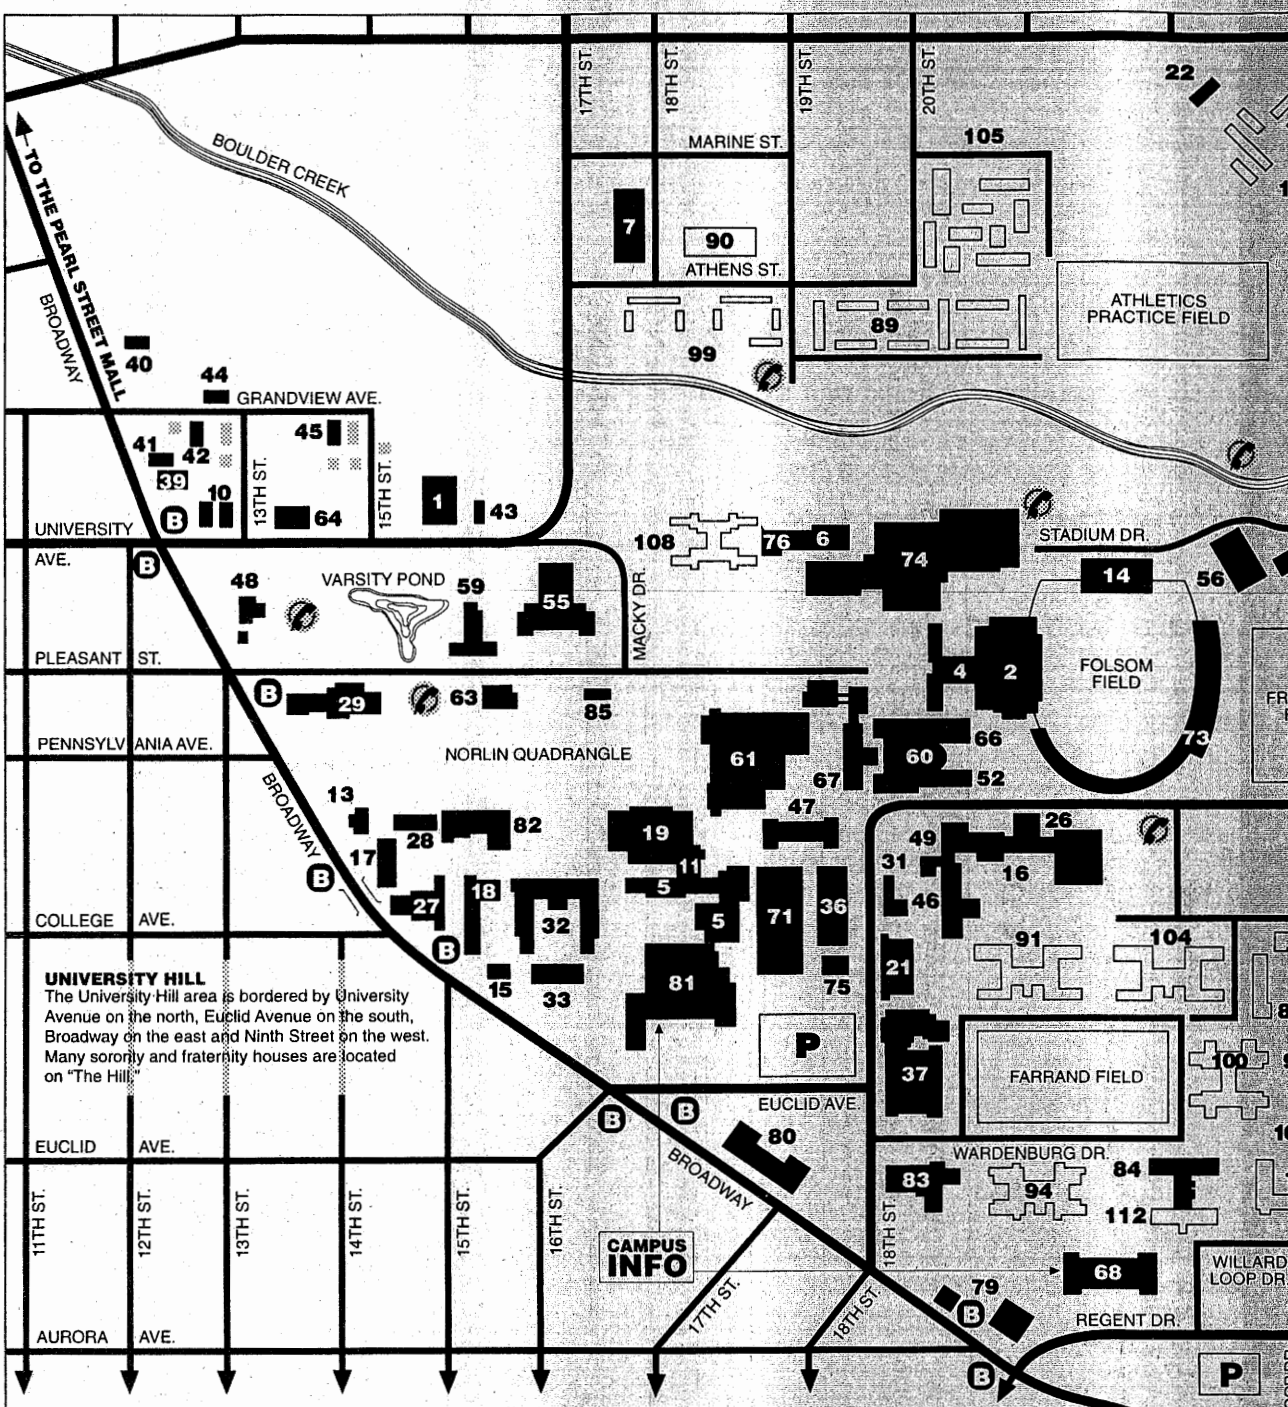 17TH ST.
18TH ST.
19TH ST.
20TH ST.
22
MARINE ST.
105
BOULDER CREEK
TO THE PEARL STREET MALL
BROADWAY
7
90
ATHENS ST.
ATHLETICS
PRACTICE FIELD
89
99
40
44
GRANDVIEW AVE.
41
42
45
39
10
13TH ST.
15TH ST.
64
1
43
B
UNIVERSITY
AVE.
B
108
76
6
74
STADIUM DR.
14
56
48
VARSITY POND
59
55
MACKY DR.
PLEASANT ST.
4
2
FOLSOM
FIELD
73
B
29
63
85
66
60
52
61
67
PENNSYLVANIA AVE.
NORLIN QUADRANGLE
BROADWAY
13
28
82
17
B
19
11
47
49
26
31
16
46
5
5
71
36
27
18
32
COLLEGE AVE.
B
15
33
81
75
21
91
104
UNIVERSITY HILL
The University Hill area is bordered by University
Avenue on the north, Euclid Avenue on the south,
Broadway on the east and Ninth Street on the west.
Many sorority and fraternity houses are located
on "The Hill."
P
37
FARRAND FIELD
100
EUCLID AVE.
B
B
EUCLID AVE.
80
BROADWAY
WARDENBURG DR.
83
94
84
112
11TH ST.
12TH ST.
13TH ST.
14TH ST.
15TH ST.
16TH ST.
18TH ST.
CAMPUS
INFO
68
WILLARD
LOOP DR
17TH ST.
18TH ST.
79
B
REGENT DR.
AURORA AVE.
B
P